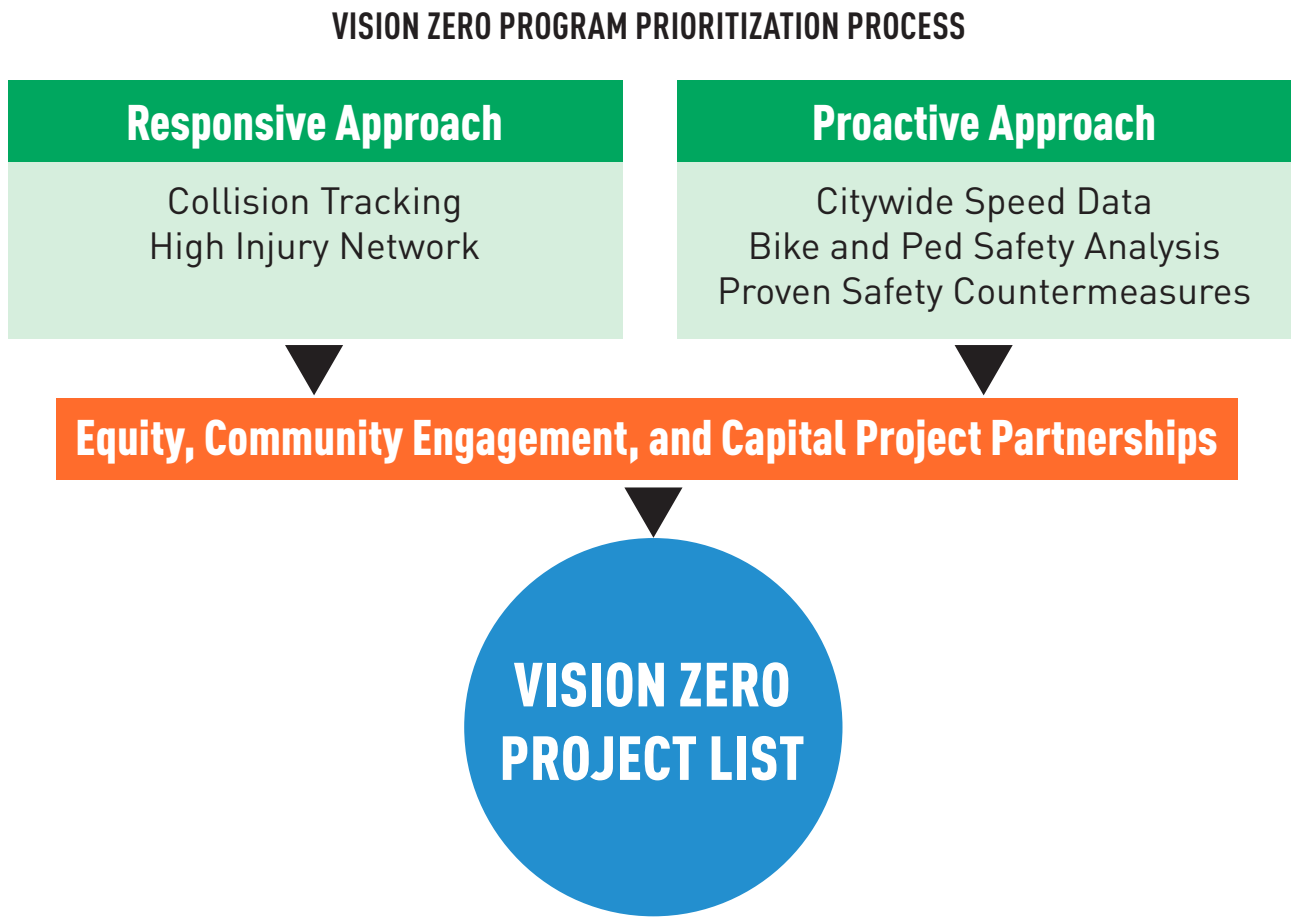 VISION ZERO PROGRAM PRIORITIZATION PROCESS
Responsive Approach
Collision Tracking
High Injury Network
Proactive Approach
Citywide Speed Data
Bike and Ped Safety Analysis
Proven Safety Countermeasures
Equity, Community Engagement, and Capital Project Partnerships
VISION ZERO
PROJECT LIST